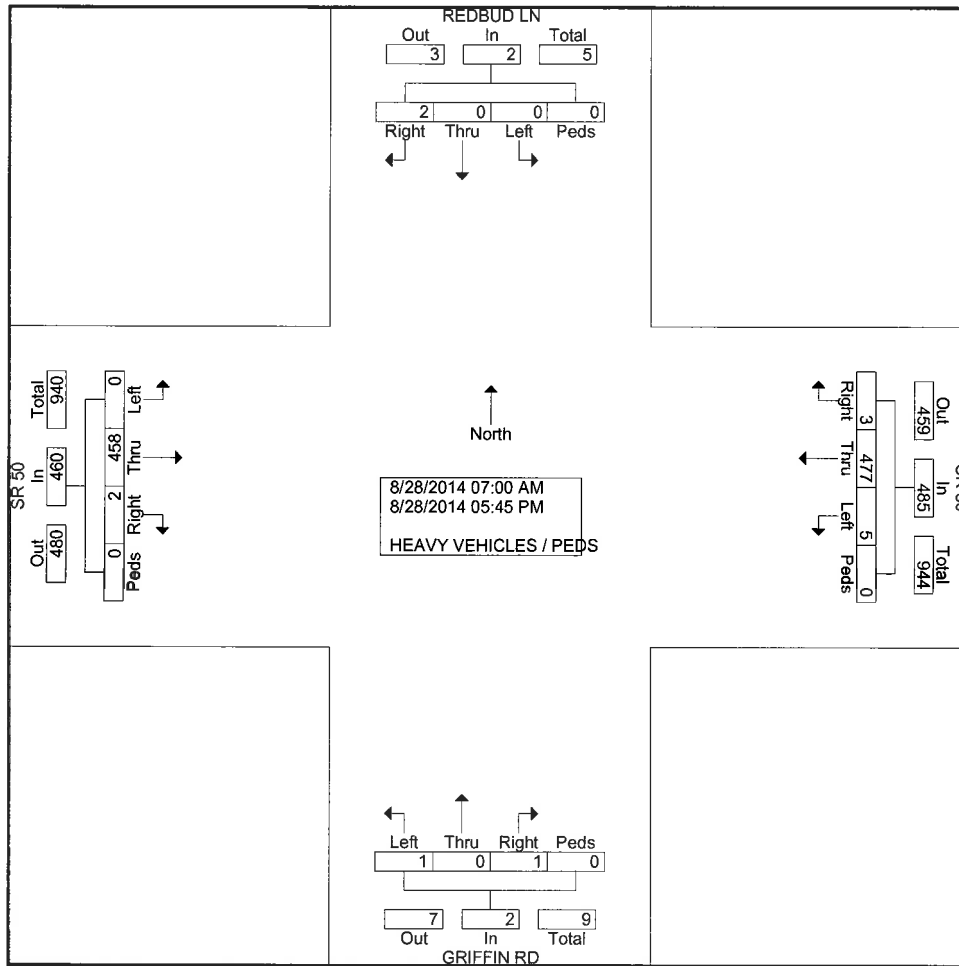 REDBUD LN
Out In Total
3 2 5
2 0 0 0
Right Thru Left Peds
SR 50
Total In Out
940 460 480
0 458 2 0
Left Thru Right Peds
North
8/28/2014 07:00 AM
8/28/2014 05:45 PM
HEAVY VEHICLES / PEDS
Right Thru Left Peds
3 477 5 0
Out In Total
459 485 944
Left Thru Right Peds
1 0 1 0
7 2 9
Out In Total
GRIFFIN RD